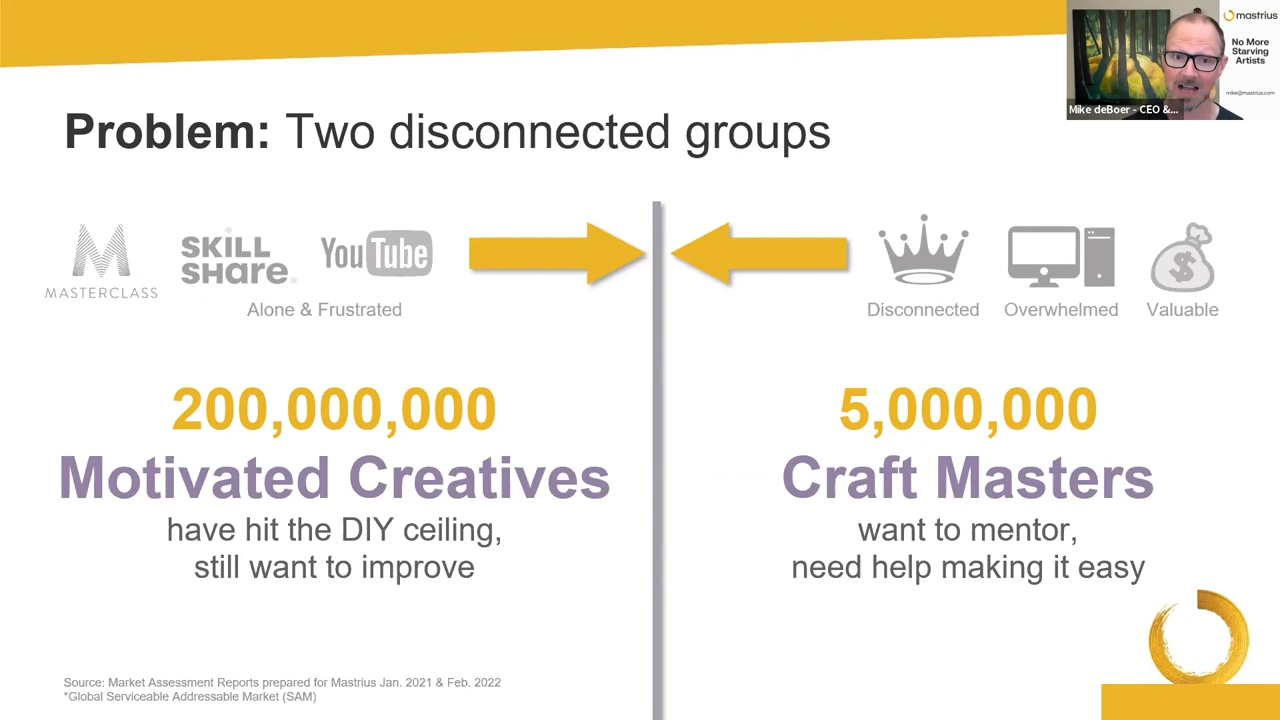 mastrius
No More
Starving
Artists
mike@mastrius.com
Mike deBoer - CEO &...
Problem: Two disconnected groups
MASTERCLASS
SKILL
SHaRe.
YouTube
Alone & Frustrated
Disconnected
Overwhelmed
Valuable
200,000,000
Motivated Creatives
have hit the DIY ceiling,
still want to improve
5,000,000
Craft Masters
want to mentor,
need help making it easy
Source: Market Assessment Reports prepared for Mastrius Jan. 2021 & Feb. 2022
*Global Serviceable Addressable Market (SAM)